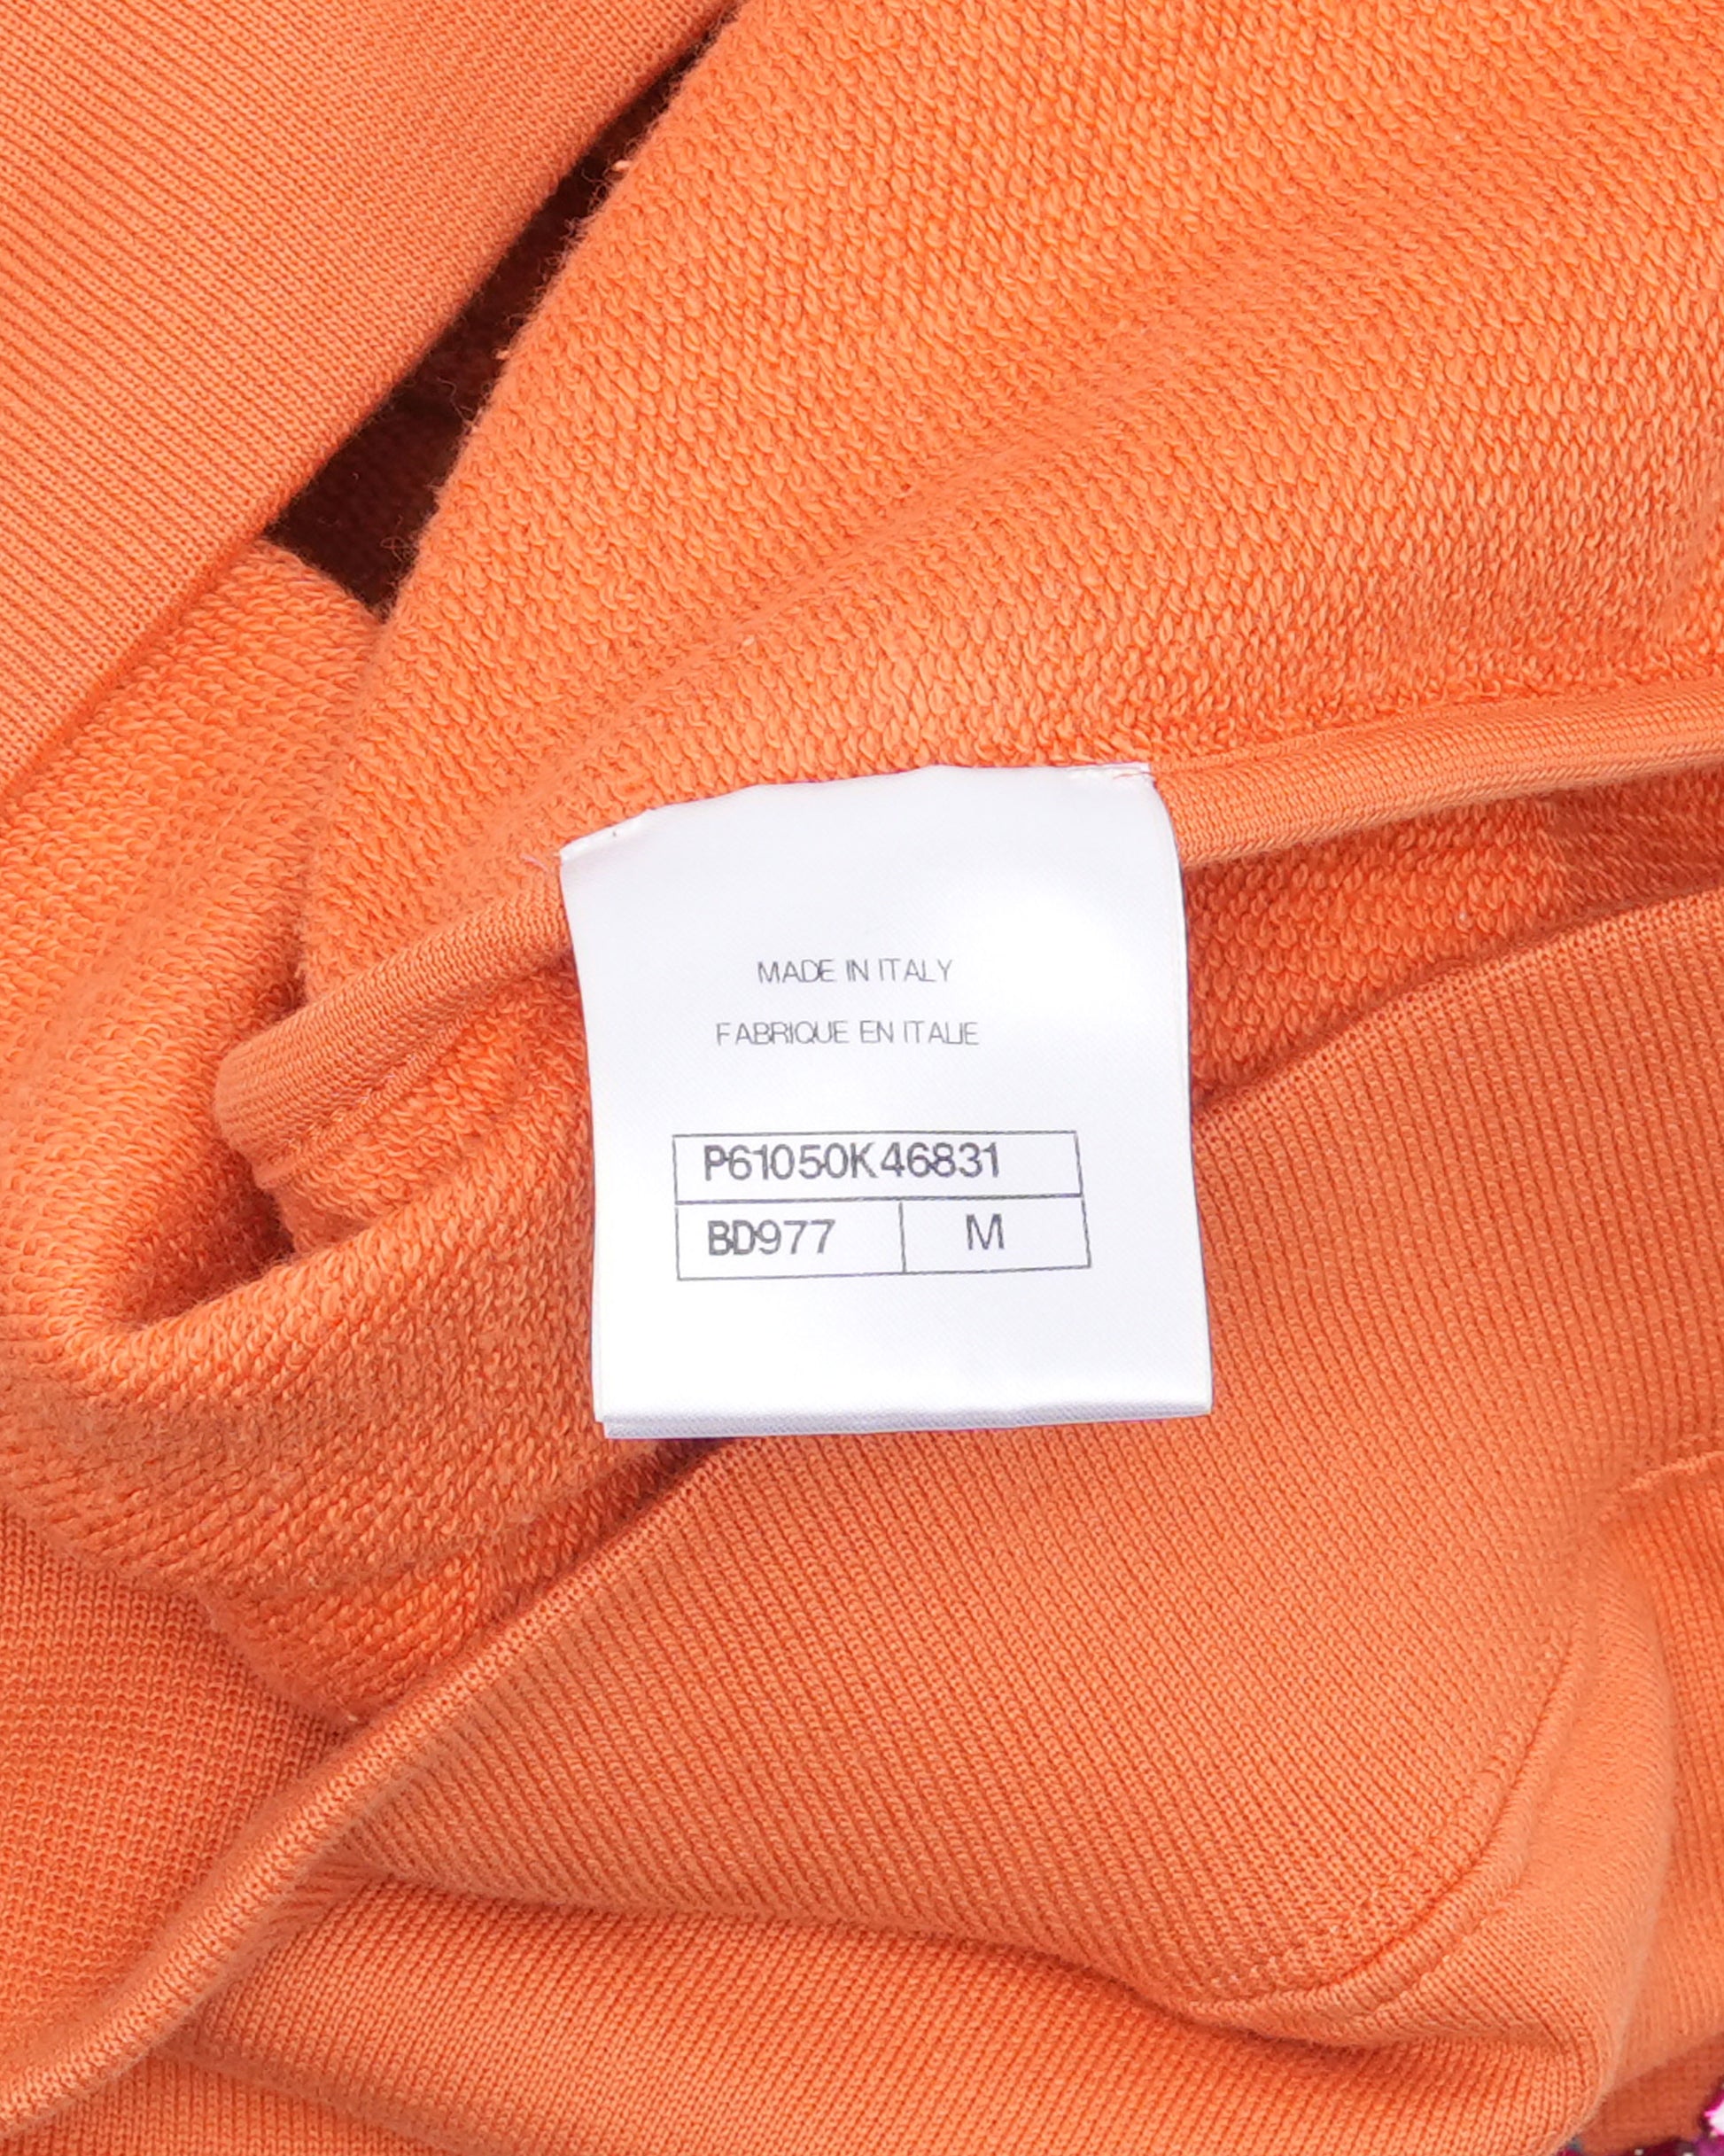 MADE IN ITALY
FABRIQUE EN ITALIE
P61050K46831
BD977 M